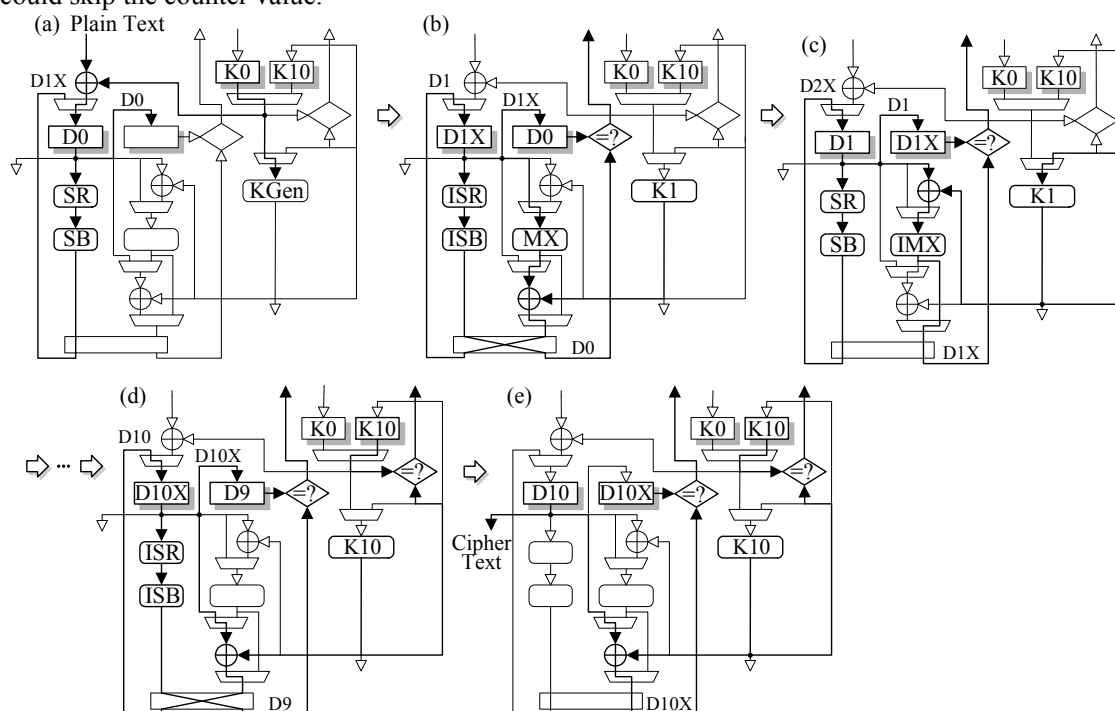 could skip the counter value.
(a) Plain Text
D1X
D0
K0
K10
D0
SR
SB
KGen
(b)
D1
D1X
K0
K10
D1X
D0
=?
ISR
ISB
MX
K1
D0
(c)
D2X
D1
K0
K10
D1
D1X
=?
SR
SB
IMX
K1
D1X
...
(d)
D10
D10X
K0
K10
D10X
D9
=?
=?
ISR
ISB
K10
D9
(e)
K0
K10
D10
D10X
=?
=?
Cipher
Text
K10
D10X